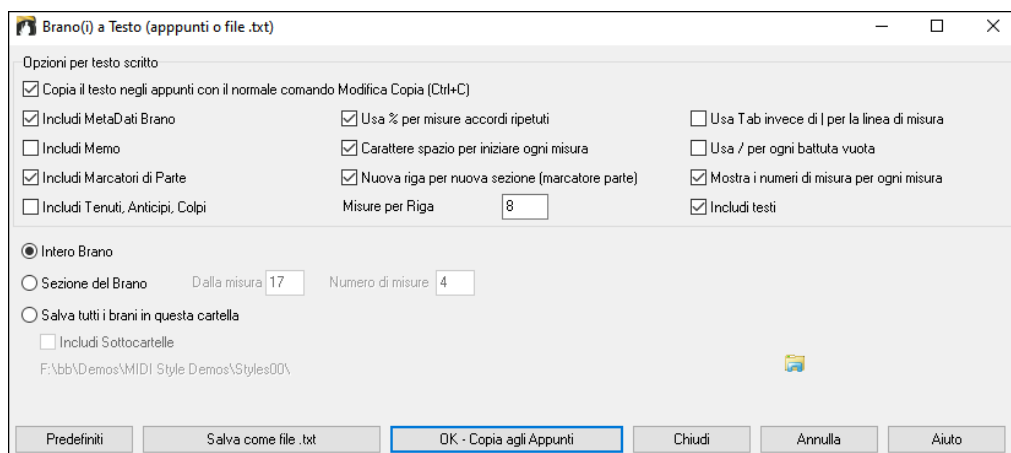 Brano(i) a Testo (apppunti o file .txt)
Opzioni per testo scritto
Copia il testo negli appunti con il normale comando Modifica Copia (Ctrl+C)
Includi MetaDati Brano Usa % per misure accordi ripetuti Usa Tab invece di | per la linea di misura
Includi Memo Carattere spazio per iniziare ogni misura Usa / per ogni battuta vuota
Includi Marcatori di Parte Nuova riga per nuova sezione (marcatore parte) Mostra i numeri di misura per ogni misura
Includi Tenuti, Anticipi, Colpi Misure per Riga 8 Includi testi
Intero Brano
Sezione del Brano Dalla misura 17 Numero di misure 4
Salva tutti i brani in questa cartella
Includi Sottocartelle
F:\bb\Demos\MIDI Style Demos\Styles00\
Predefiniti Salva come file .txt OK - Copia agli Appunti Chiudi Annulla Aiuto